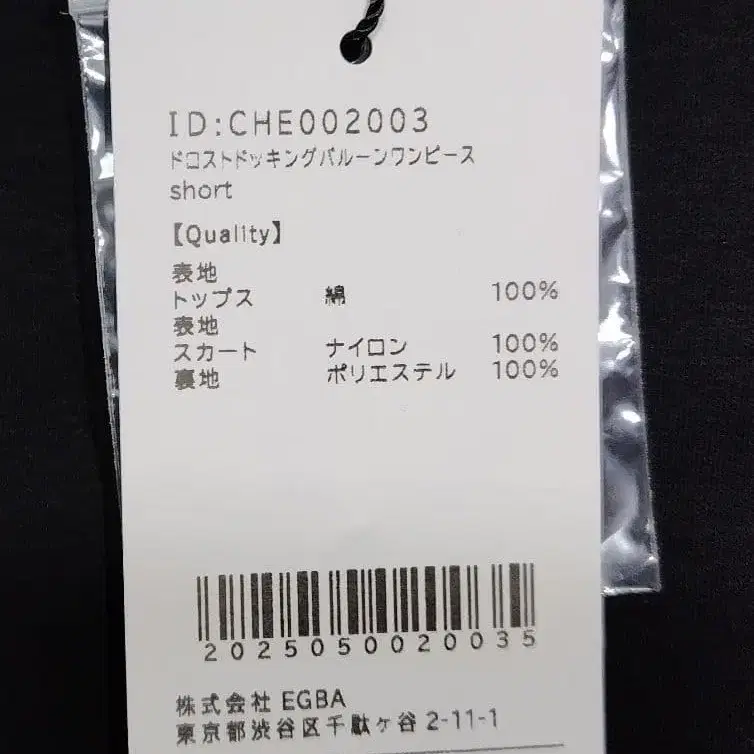 ID:CHE002003
ドロストドッキングバルーンワンピース
short
【Quality】
表地
トップス 綿 100%
表地
スカート ナイロン 100%
裏地 ポリエステル 100%
2025050020035
株式会社 EGBA
東京都渋谷区千駄ヶ谷 2-11-1